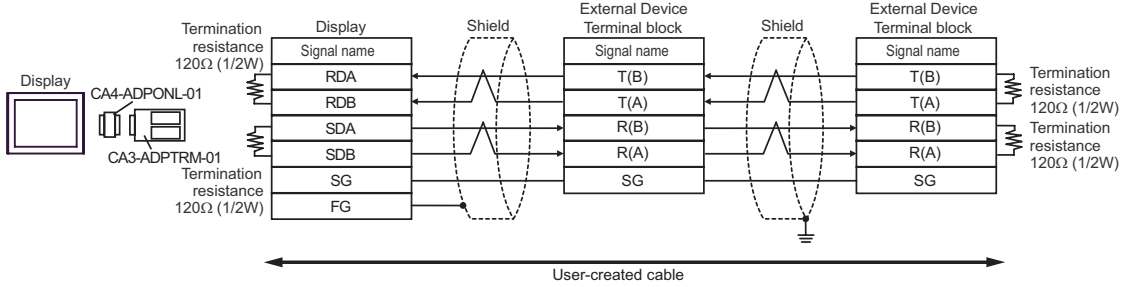 Display
CA4-ADPONL-01
CA3-ADPTRM-01
Termination
resistance
120Ω (1/2W)
Termination
resistance
120Ω (1/2W)
Display
Signal name
RDA
RDB
SDA
SDB
SG
FG
Shield
External Device
Terminal block
Signal name
T(B)
T(A)
R(B)
R(A)
SG
Shield
External Device
Terminal block
Signal name
T(B)
T(A)
R(B)
R(A)
SG
Termination
resistance
120Ω (1/2W)
Termination
resistance
120Ω (1/2W)
User-created cable